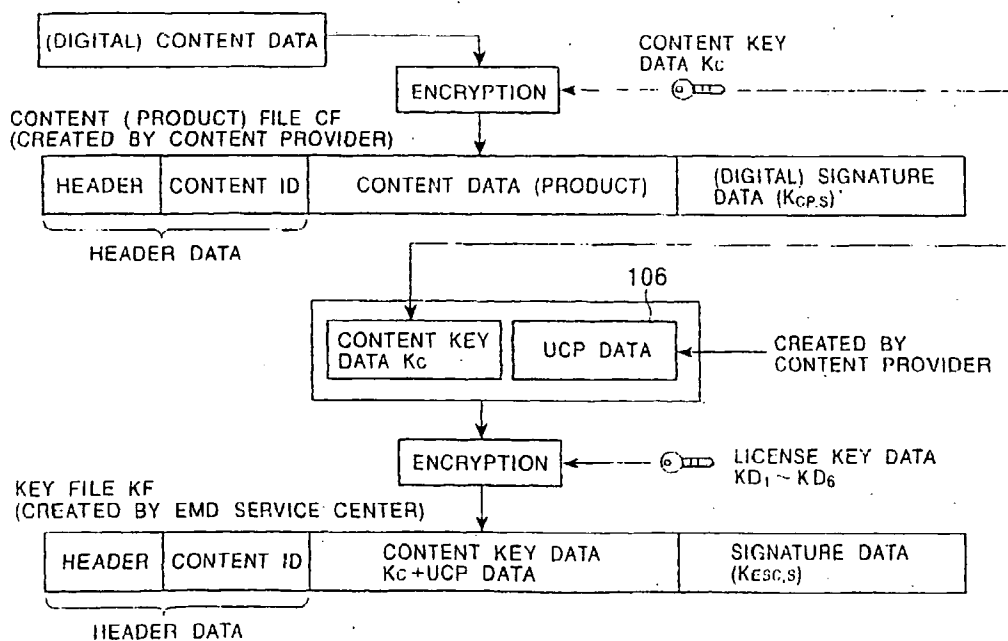 (DIGITAL) CONTENT DATA
CONTENT KEY
DATA Kc
ENCRYPTION
CONTENT (PRODUCT) FILE CF
(CREATED BY CONTENT PROVIDER)
HEADER
CONTENT ID
CONTENT DATA (PRODUCT)
(DIGITAL) SIGNATURE
DATA (KCP,S)
HEADER DATA
106
CONTENT KEY
DATA Kc
UCP DATA
CREATED BY
CONTENT PROVIDER
ENCRYPTION
LICENSE KEY DATA
KD1 ~ KD6
KEY FILE KF
(CREATED BY EMD SERVICE CENTER)
HEADER
CONTENT ID
CONTENT KEY DATA
Kc+UCP DATA
SIGNATURE DATA
(KESC,S)
HEADER DATA